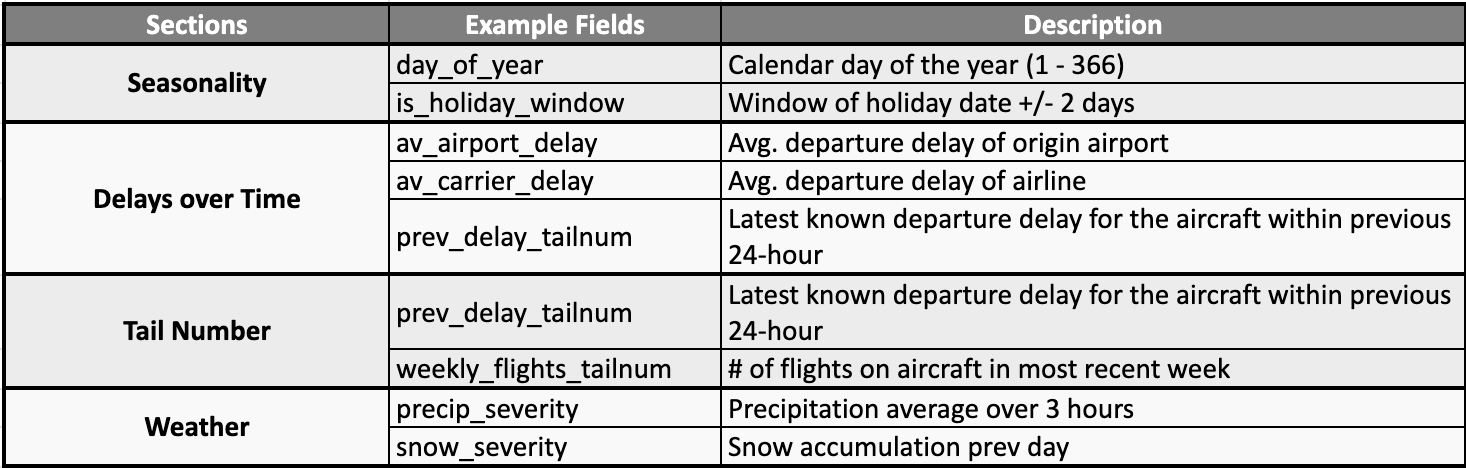 Sections Example Fields Description
Seasonality
day_of_year Calendar day of the year (1 - 366)
is_holiday_window Window of holiday date +/- 2 days
Delays over Time
av_airport_delay Avg. departure delay of origin airport
av_carrier_delay Avg. departure delay of airline
prev_delay_tailnum Latest known departure delay for the aircraft within previous
24-hour
Tail Number
prev_delay_tailnum Latest known departure delay for the aircraft within previous
24-hour
weekly_flights_tailnum # of flights on aircraft in most recent week
Weather
precip_severity Precipitation average over 3 hours
snow_severity Snow accumulation prev day